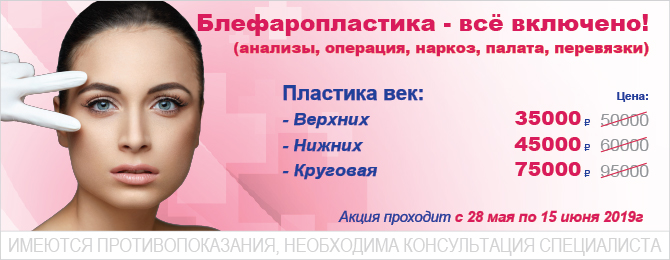 Блефаропластика - всё включено!
(анализы, операция, наркоз, палата, перевязки)
Пластика век: Цена:
- Верхних 35000 ₽ 50000
- Нижних 45000 ₽ 60000
- Круговая 75000 ₽ 95000
Акция проходит с 28 мая по 15 июня 2019г
ИМЕЮТСЯ ПРОТИВОПОКАЗАНИЯ, НЕОБХОДИМА КОНСУЛЬТАЦИЯ СПЕЦИАЛИСТА